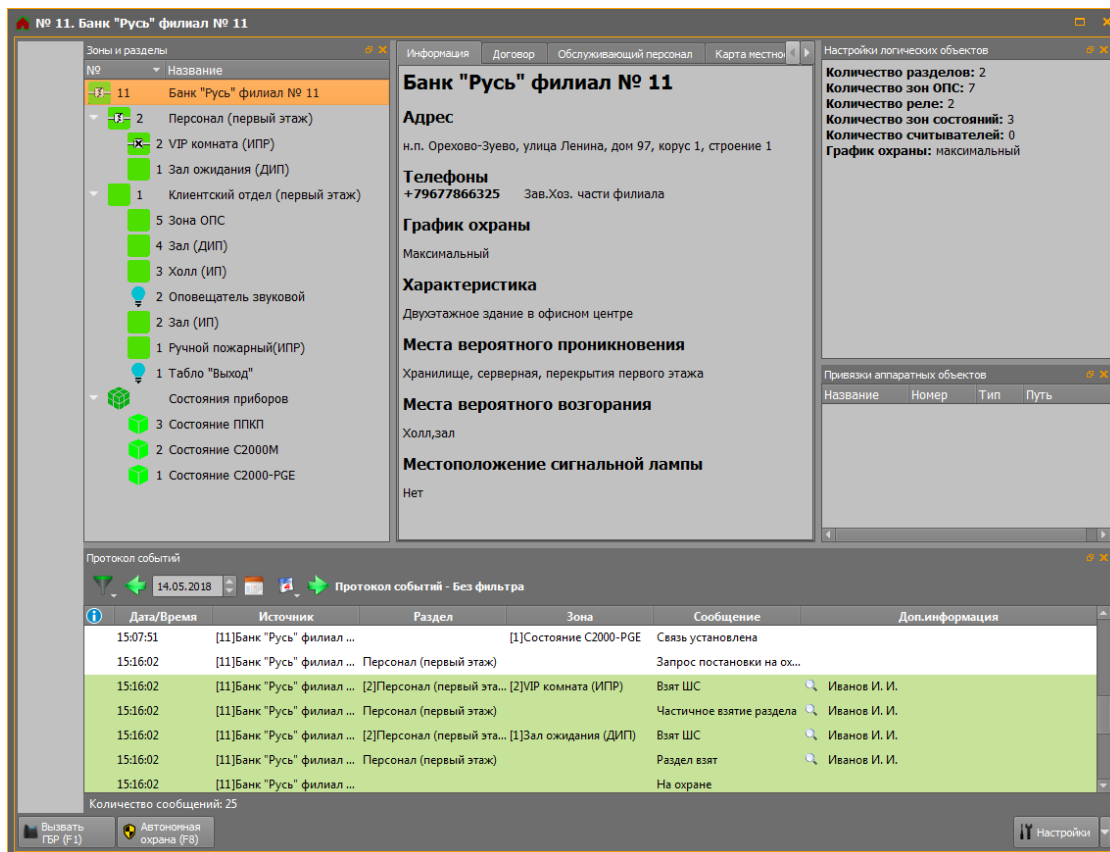 № 11. Банк "Русь" филиал № 11
Зоны и разделы
№ Название
11 Банк "Русь" филиал № 11
2 Персонал (первый этаж)
2 VIP комната (ИПР)
1 Зал ожидания (ДИП)
1 Клиентский отдел (первый этаж)
5 Зона ОПС
4 Зал (ДИП)
3 Холл (ИП)
2 Оповещатель звуковой
2 Зал (ИП)
1 Ручной пожарный(ИПР)
1 Табло "Выход"
Состояния приборов
3 Состояние ППКП
2 Состояние С2000М
1 Состояние С2000-PGE
Информация Договор Обслуживающий персонал Карта местно
Банк "Русь" филиал № 11
Адрес
н.п. Орехово-Зуево, улица Ленина, дом 97, корус 1, строение 1
Телефоны
+79677866325 Зав.Хоз. части филиала
График охраны
Максимальный
Характеристика
Двухэтажное здание в офисном центре
Места вероятного проникновения
Хранилище, серверная, перекрытия первого этажа
Места вероятного возгорания
Холл,зал
Местоположение сигнальной лампы
Нет
Настройки логических объектов
Количество разделов: 2
Количество зон ОПС: 7
Количество реле: 2
Количество зон состояний: 3
Количество считывателей: 0
График охраны: максимальный
Привязки аппаратных объектов
Название Номер Тип Путь
Протокол событий
14.05.2018 Протокол событий - Без фильтра
Дата/Время Источник Раздел Зона Сообщение Доп.информация
15:07:51 [11]Банк "Русь" филиал ... [1]Состояние С2000-PGE Связь установлена
15:16:02 [11]Банк "Русь" филиал ... Персонал (первый этаж) Запрос постановки на ох...
15:16:02 [11]Банк "Русь" филиал ... [2]Персонал (первый эта... [2]VIP комната (ИПР) Взят ШС Иванов И. И.
15:16:02 [11]Банк "Русь" филиал ... Персонал (первый этаж) Частичное взятие раздела Иванов И. И.
15:16:02 [11]Банк "Русь" филиал ... [2]Персонал (первый эта... [1]Зал ожидания (ДИП) Взят ШС Иванов И. И.
15:16:02 [11]Банк "Русь" филиал ... Персонал (первый этаж) Раздел взят Иванов И. И.
15:16:02 [11]Банк "Русь" филиал ... На охране
Количество сообщений: 25
Вызвать
ГБР (F1)
Автономная
охрана (F8)
Настройки